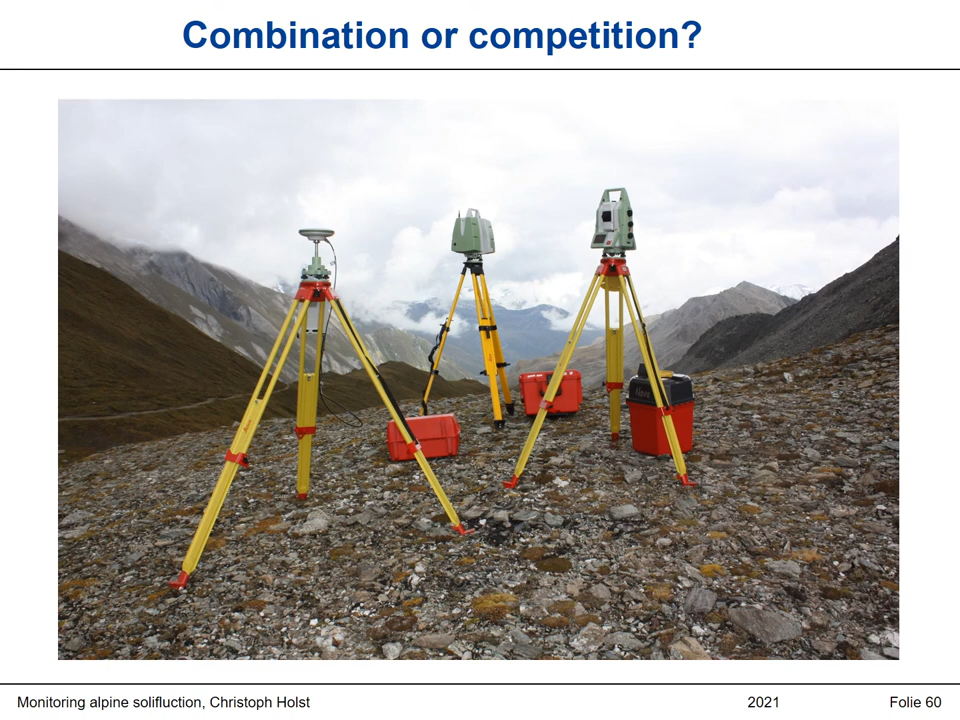 Combination or competition?
Monitoring alpine solifluction, Christoph Holst
2021
Folie 60